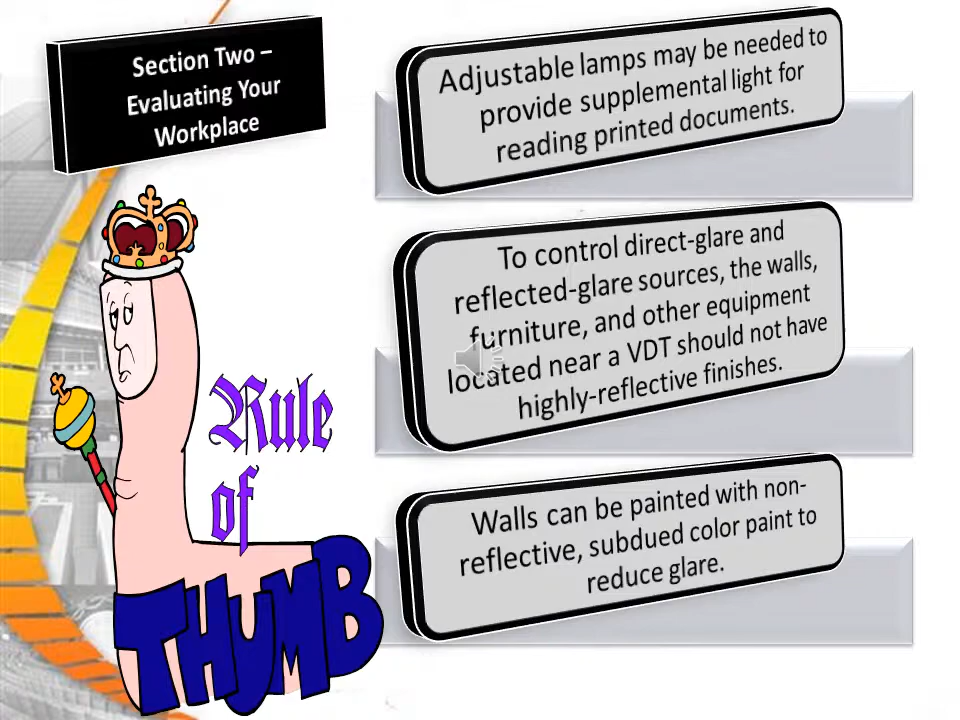 Section Two –
Evaluating Your
Workplace
Adjustable lamps may be needed to
provide supplemental light for
reading printed documents.
To control direct-glare and
reflected-glare sources, the walls,
furniture, and other equipment
located near a VDT should not have
highly-reflective finishes.
Walls can be painted with non-
reflective, subdued color paint to
reduce glare.
Rule
of
THUMB